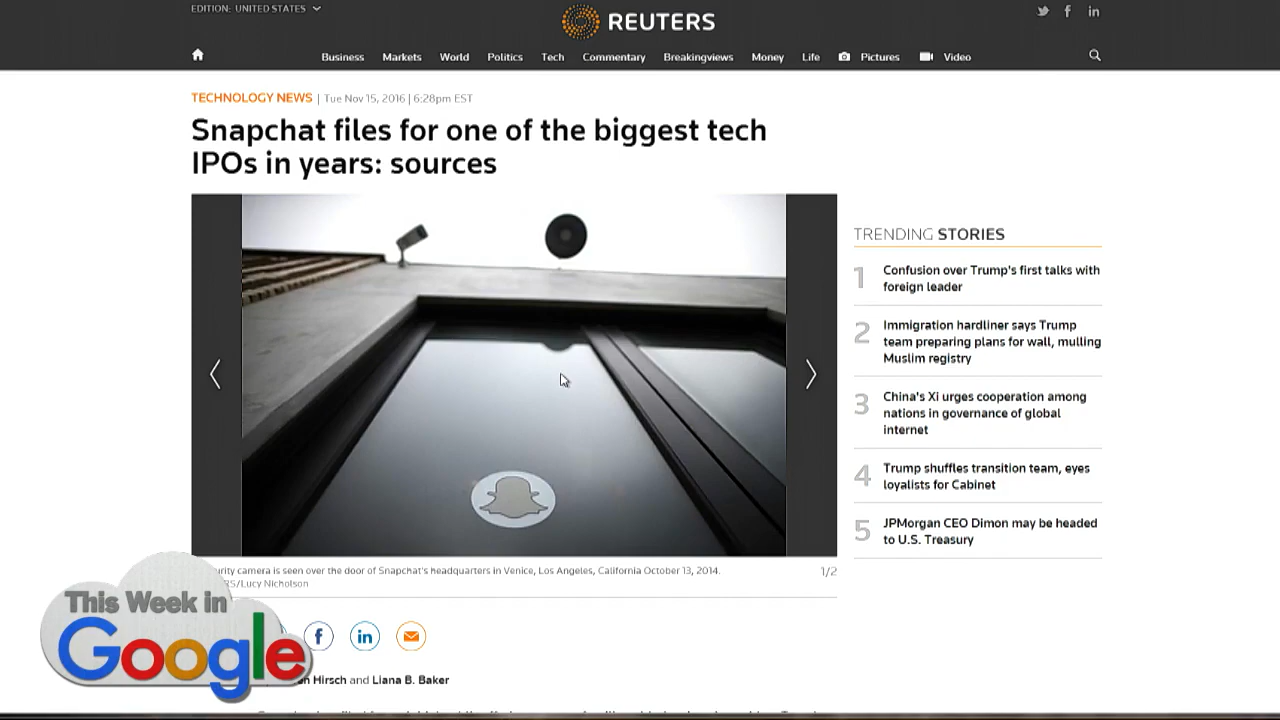 EDITION: UNITED STATES
REUTERS
Business Markets World Politics Tech Commentary Breakingviews Money Life Pictures Video
TECHNOLOGY NEWS | Tue Nov 15, 2016 | 6:28pm EST
Snapchat files for one of the biggest tech
IPOs in years: sources
TRENDING STORIES
1 Confusion over Trump's first talks with
foreign leader
2 Immigration hardliner says Trump
team preparing plans for wall, mulling
Muslim registry
3 China's Xi urges cooperation among
nations in governance of global
internet
4 Trump shuffles transition team, eyes
loyalists for Cabinet
5 JPMorgan CEO Dimon may be headed
to U.S. Treasury
camera is seen over the door of Snapchat's headquarters in Venice, Los Angeles, California October 13, 2014.
1/2
/Lucy Nicholson
This Week in
Google
Hirsch and Liana B. Baker